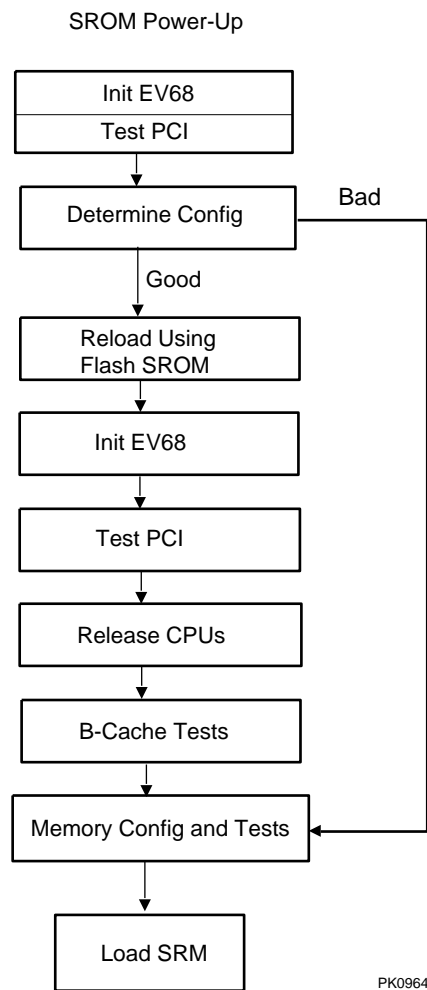 SROM Power-Up
Init EV68
Test PCI
Determine Config
Bad
Good
Reload Using
Flash SROM
Init EV68
Test PCI
Release CPUs
B-Cache Tests
Memory Config and Tests
Load SRM
PK0964